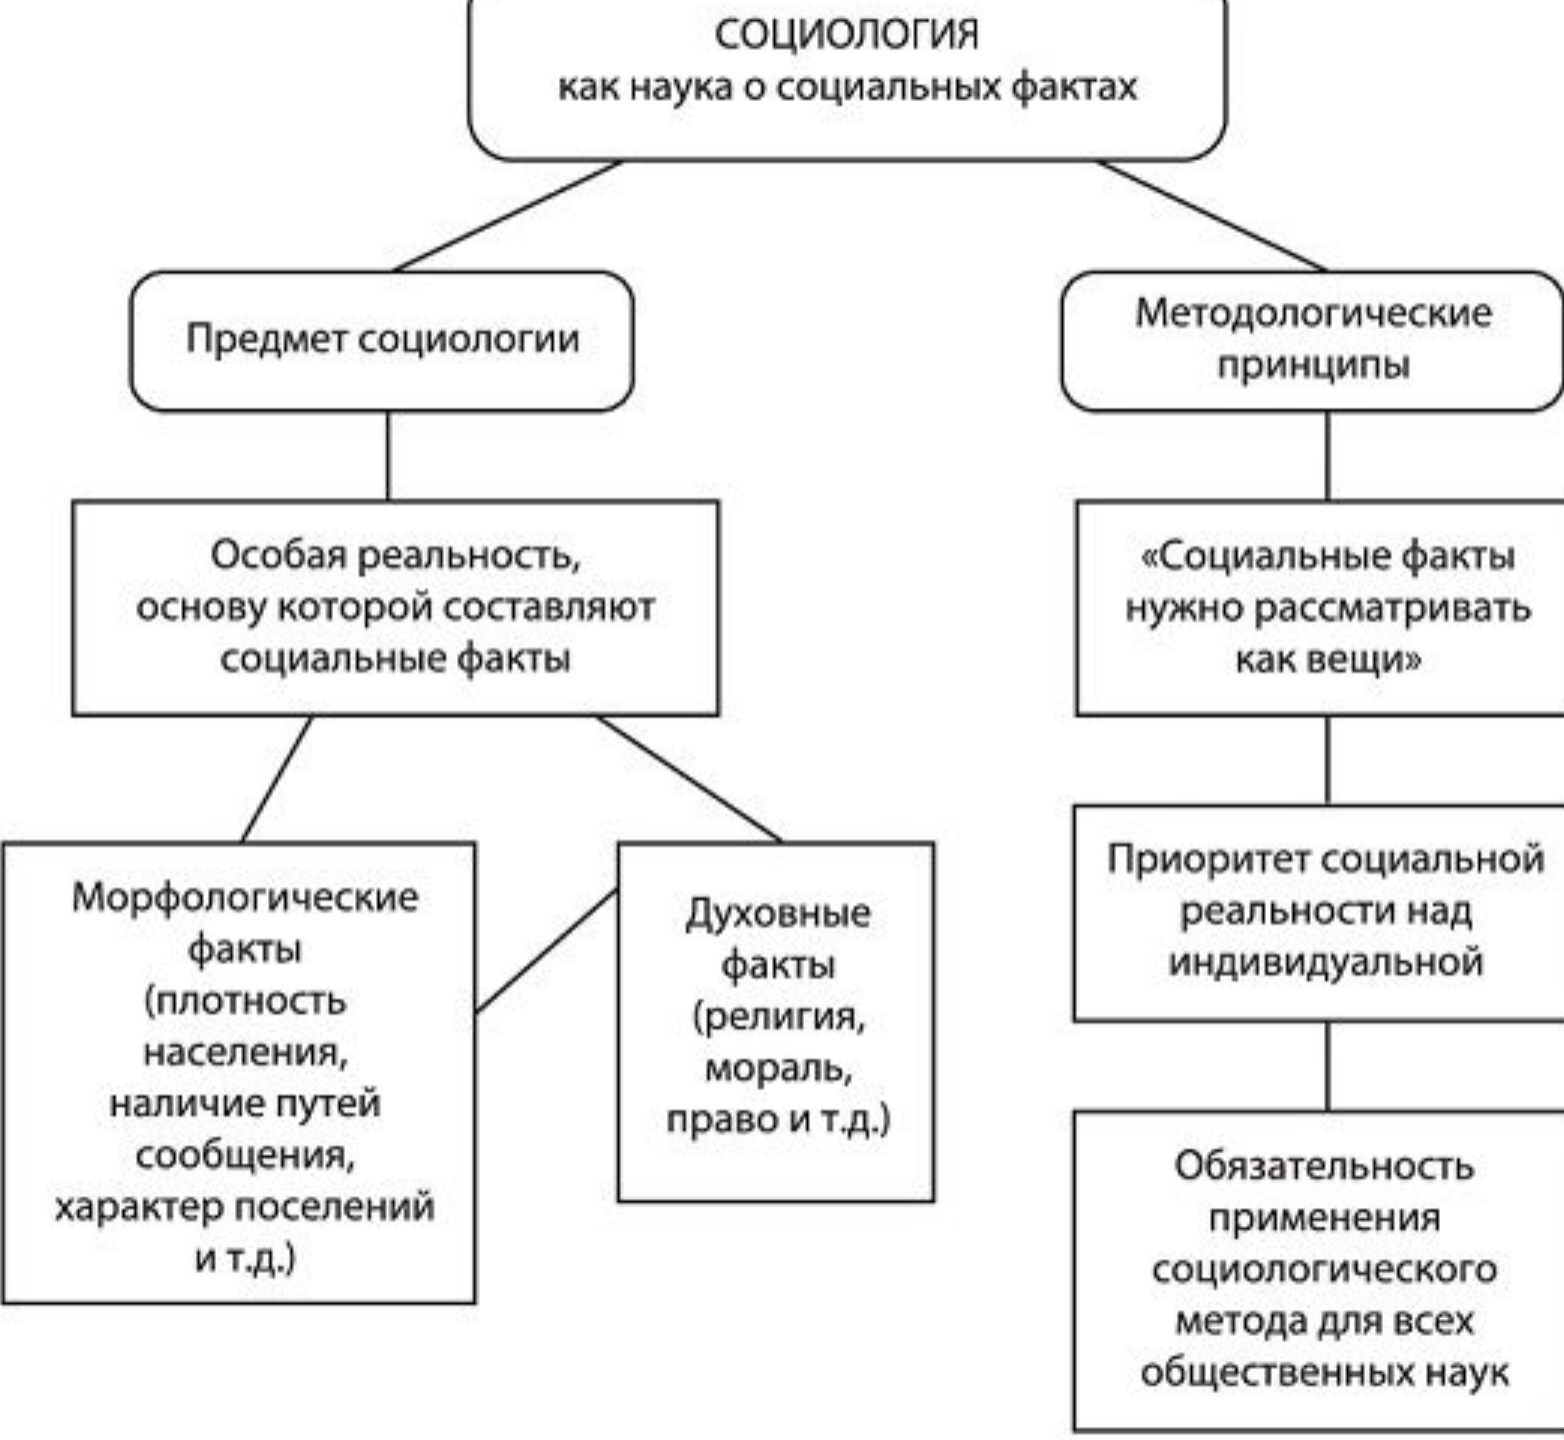 СОЦИОЛОГИЯ
как наука о социальных фактах
Предмет социологии
Методологические
принципы
Особая реальность,
основу которой составляют
социальные факты
«Социальные факты
нужно рассматривать
как вещи»
Морфологические
факты
(плотность
населения,
наличие путей
сообщения,
характер поселений
и т.д.)
Духовные
факты
(религия,
мораль,
право и т.д.)
Приоритет социальной
реальности над
индивидуальной
Обязательность
применения
социологического
метода для всех
общественных наук